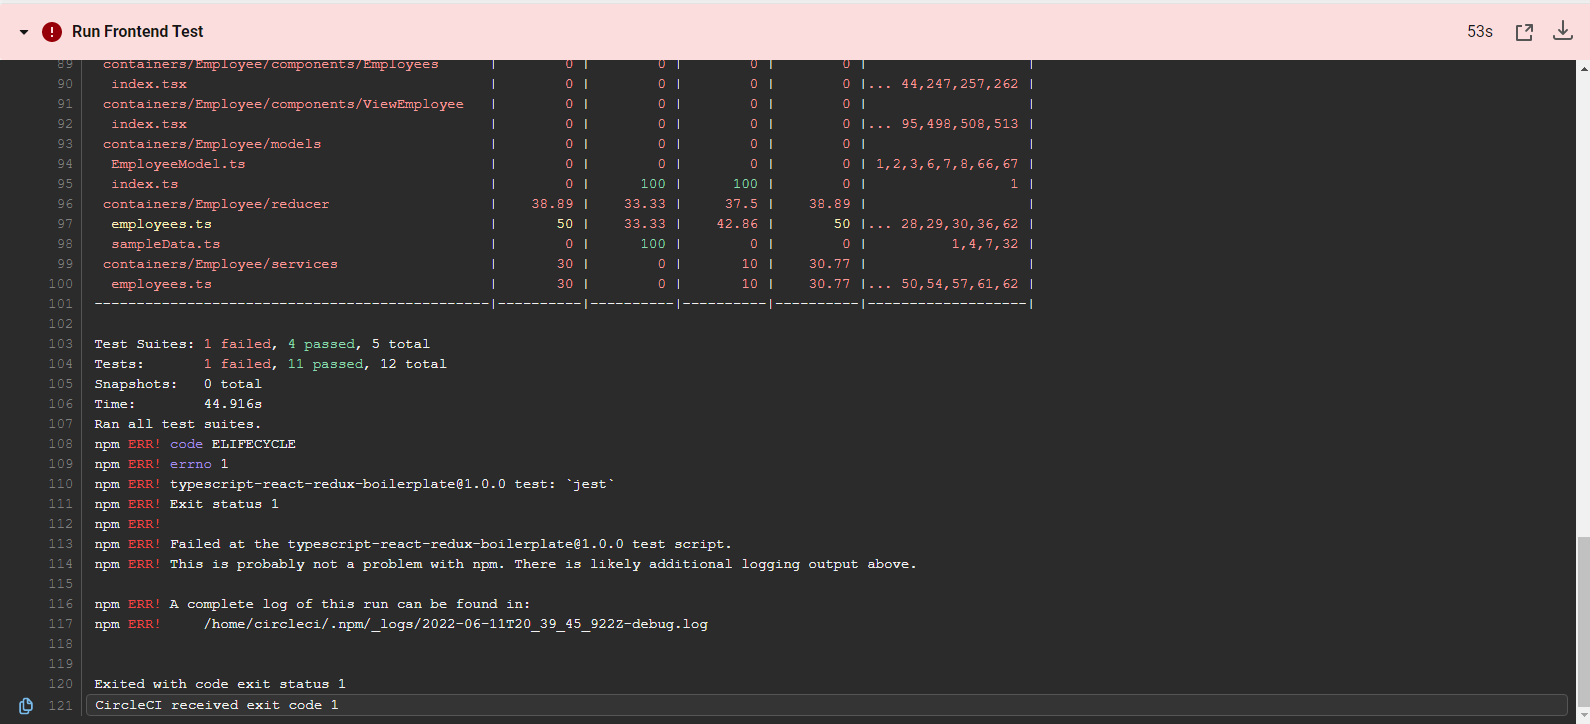 Run Frontend Test 53s
89 containers/Employee/components/Employees | 0 | 0 | 0 | 0 | |
90 index.tsx | 0 | 0 | 0 | 0 |... 44,247,257,262 |
91 containers/Employee/components/ViewEmployee | 0 | 0 | 0 | 0 | |
92 index.tsx | 0 | 0 | 0 | 0 |... 95,498,508,513 |
93 containers/Employee/models | 0 | 0 | 0 | 0 | |
94 EmployeeModel.ts | 0 | 0 | 0 | 0 | 1,2,3,6,7,8,66,67 |
95 index.ts | 0 | 100 | 100 | 0 | 1 |
96 containers/Employee/reducer | 38.89 | 33.33 | 37.5 | 38.89 | |
97 employees.ts | 50 | 33.33 | 42.86 | 50 |... 28,29,30,36,62 |
98 sampleData.ts | 0 | 100 | 0 | 0 | 1,4,7,32 |
99 containers/Employee/services | 30 | 0 | 10 | 30.77 | |
100 employees.ts | 30 | 0 | 10 | 30.77 |... 50,54,57,61,62 |
101 -----------------------------------------------|----------|----------|----------|----------|-------------------|
102
103 Test Suites: 1 failed, 4 passed, 5 total
104 Tests: 1 failed, 11 passed, 12 total
105 Snapshots: 0 total
106 Time: 44.916s
107 Ran all test suites.
108 npm ERR! code ELIFECYCLE
109 npm ERR! errno 1
110 npm ERR! typescript-react-redux-boilerplate@1.0.0 test: `jest`
111 npm ERR! Exit status 1
112 npm ERR!
113 npm ERR! Failed at the typescript-react-redux-boilerplate@1.0.0 test script.
114 npm ERR! This is probably not a problem with npm. There is likely additional logging output above.
115
116 npm ERR! A complete log of this run can be found in:
117 npm ERR! /home/circleci/.npm/_logs/2022-06-11T20_39_45_922Z-debug.log
118
119
120 Exited with code exit status 1
121 CircleCI received exit code 1